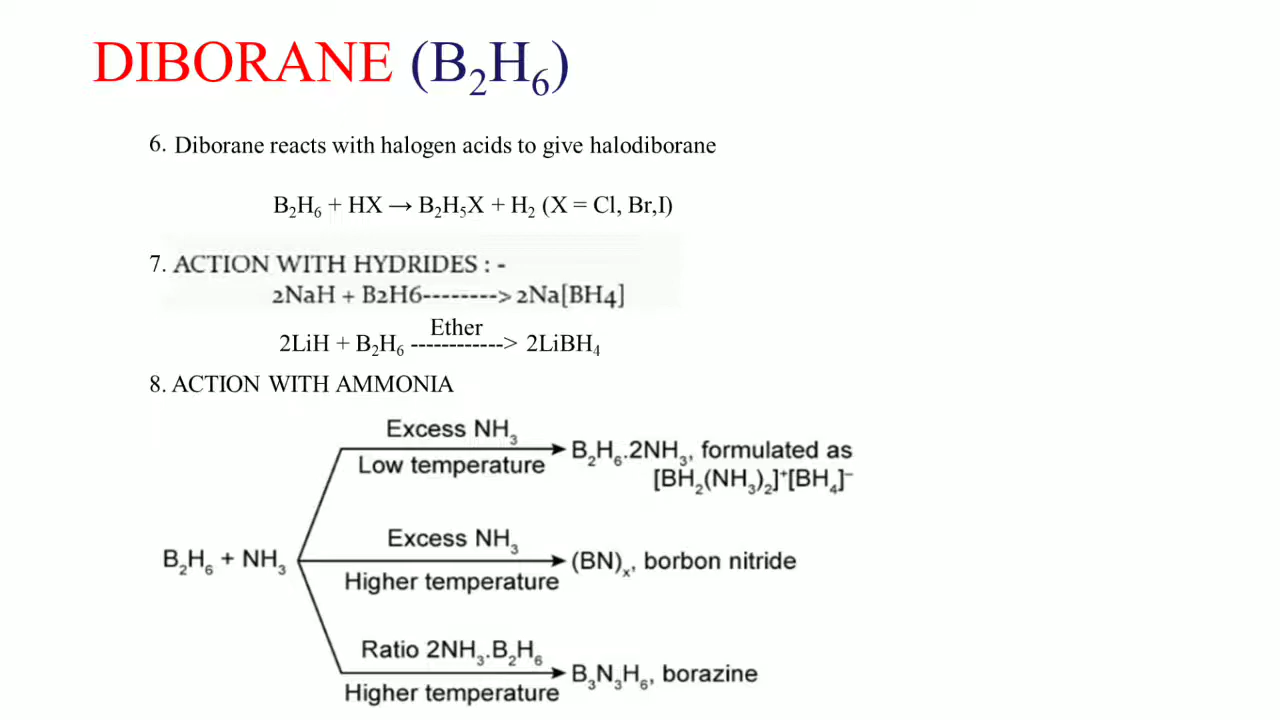 DIBORANE (B₂H₆)
6. Diborane reacts with halogen acids to give halodiborane
B₂H₆ + HX → B₂H₅X + H₂ (X = Cl, Br,I)
7. ACTION WITH HYDRIDES : -
2NaH + B2H6--------> 2Na[BH4]
Ether
2LiH + B₂H₆ ------------> 2LiBH₄
8. ACTION WITH AMMONIA
Excess NH₃
Low temperature
B₂H₆.2NH₃, formulated as
[BH₂(NH₃)₂]⁺[BH₄]⁻
B₂H₆ + NH₃
Excess NH₃
Higher temperature
(BN)ₓ, borbon nitride
Ratio 2NH₃.B₂H₆
Higher temperature
B₃N₃H₆, borazine